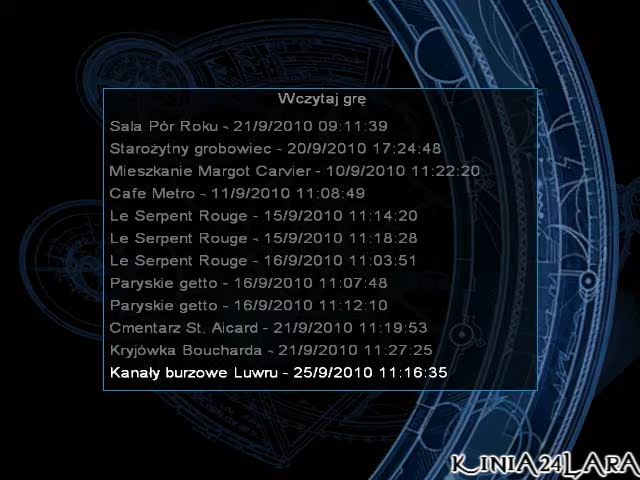 Wczytaj grę
Sala Pór Roku - 21/9/2010 09:11:39
Starożytny grobowiec - 20/9/2010 17:24:48
Mieszkanie Margot Carvier - 10/9/2010 11:22:20
Cafe Metro - 11/9/2010 11:08:49
Le Serpent Rouge - 15/9/2010 11:14:20
Le Serpent Rouge - 15/9/2010 11:18:28
Le Serpent Rouge - 16/9/2010 11:03:51
Paryskie getto - 16/9/2010 11:07:48
Paryskie getto - 16/9/2010 11:12:10
Cmentarz St. Aicard - 21/9/2010 11:19:53
Kryjówka Boucharda - 21/9/2010 11:27:25
Kanały burzowe Luwru - 25/9/2010 11:16:35
KINIA24LARA